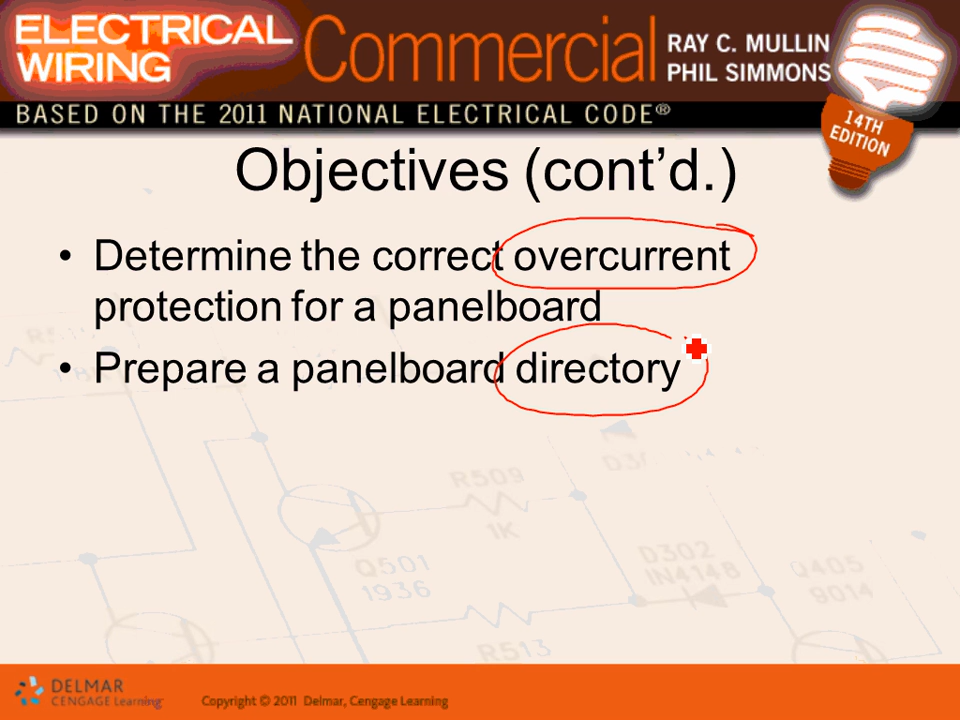 ELECTRICAL WIRING Commercial RAY C. MULLIN PHIL SIMMONS
BASED ON THE 2011 NATIONAL ELECTRICAL CODE®
14TH EDITION
Objectives (cont’d.)
• Determine the correct overcurrent
protection for a panelboard
• Prepare a panelboard directory
R509
1K
Q501
1936
D302
IN4148
Q405
9014
R513
DELMAR
CENGAGE Learning
Copyright © 2011 Delmar, Cengage Learning